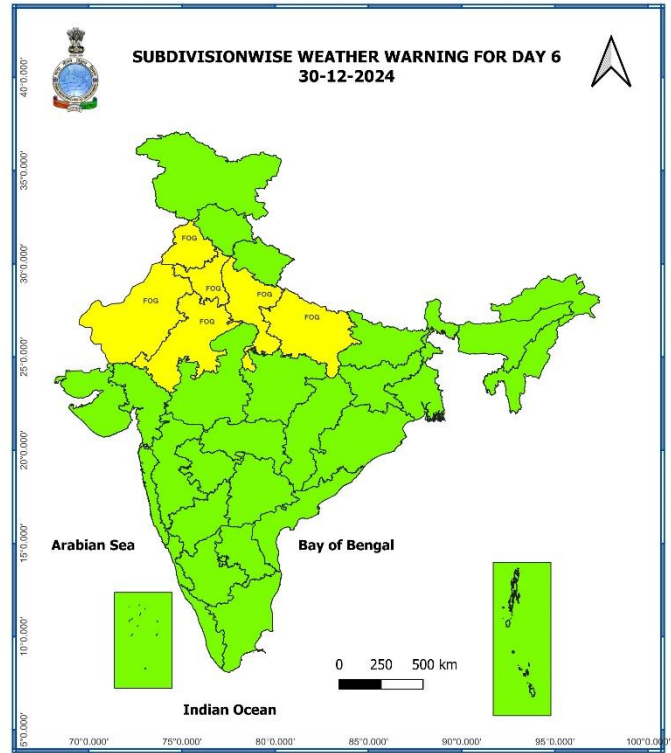 SUBDIVISIONWISE WEATHER WARNING FOR DAY 6
30-12-2024
40°0.000'
35°0.000'
30°0.000'
25°0.000'
20°0.000'
15°0.000'
10°0.000'
5°0.000'
FOG
FOG
FOG
FOG
FOG
FOG
Arabian Sea
Bay of Bengal
0 250 500 km
Indian Ocean
70°0.000' 75°0.000' 80°0.000' 85°0.000' 90°0.000' 95°0.000' 100°0.000'